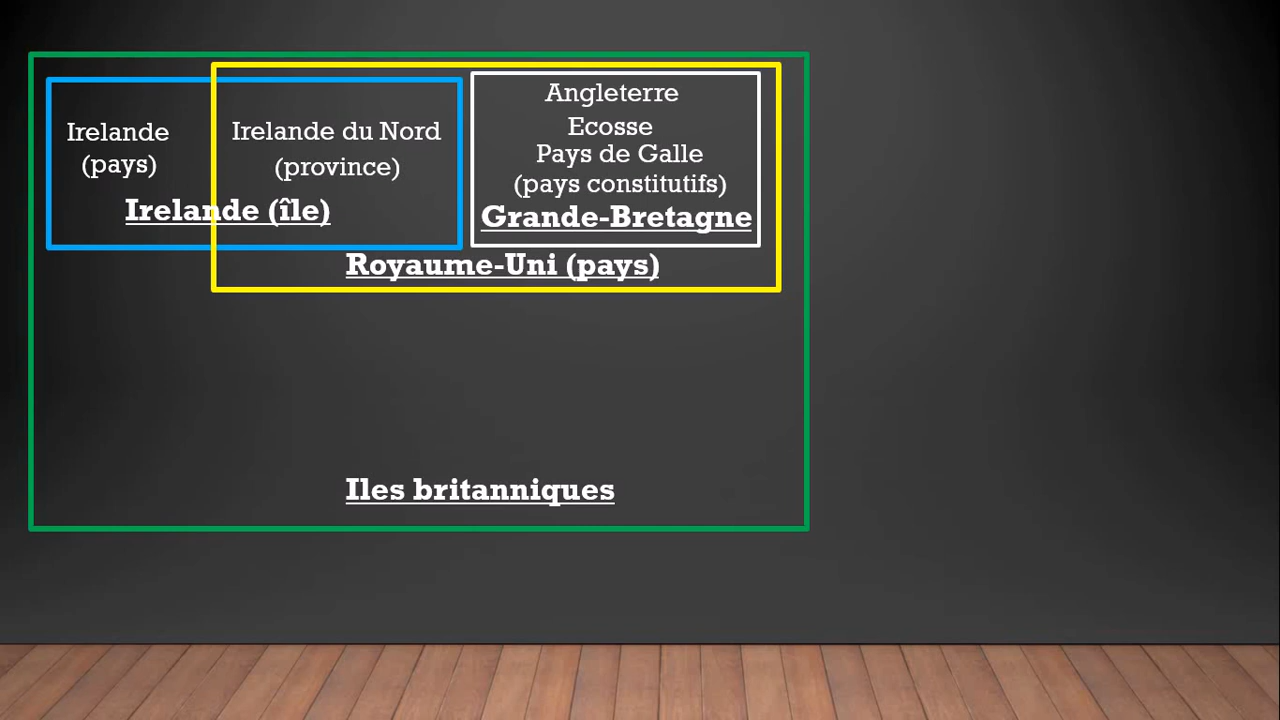 Irelande
(pays)
Irelande du Nord
(province)
Irelande (île)
Angleterre
Ecosse
Pays de Galle
(pays constitutifs)
Grande-Bretagne
Royaume-Uni (pays)
Iles britanniques